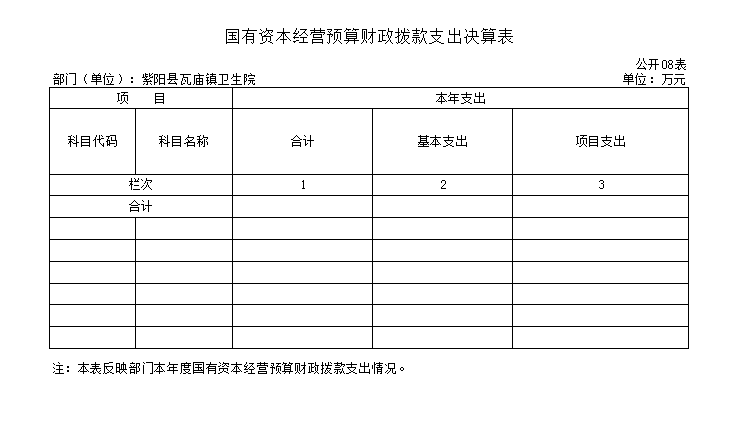 国有资本经营预算财政拨款支出决算表
公开08表
部门（单位）：紫阳县瓦庙镇卫生院 单位：万元
项 目 本年支出
科目代码 科目名称 合计 基本支出 项目支出
栏次 1 2 3
合计
注：本表反映部门本年度国有资本经营预算财政拨款支出情况。